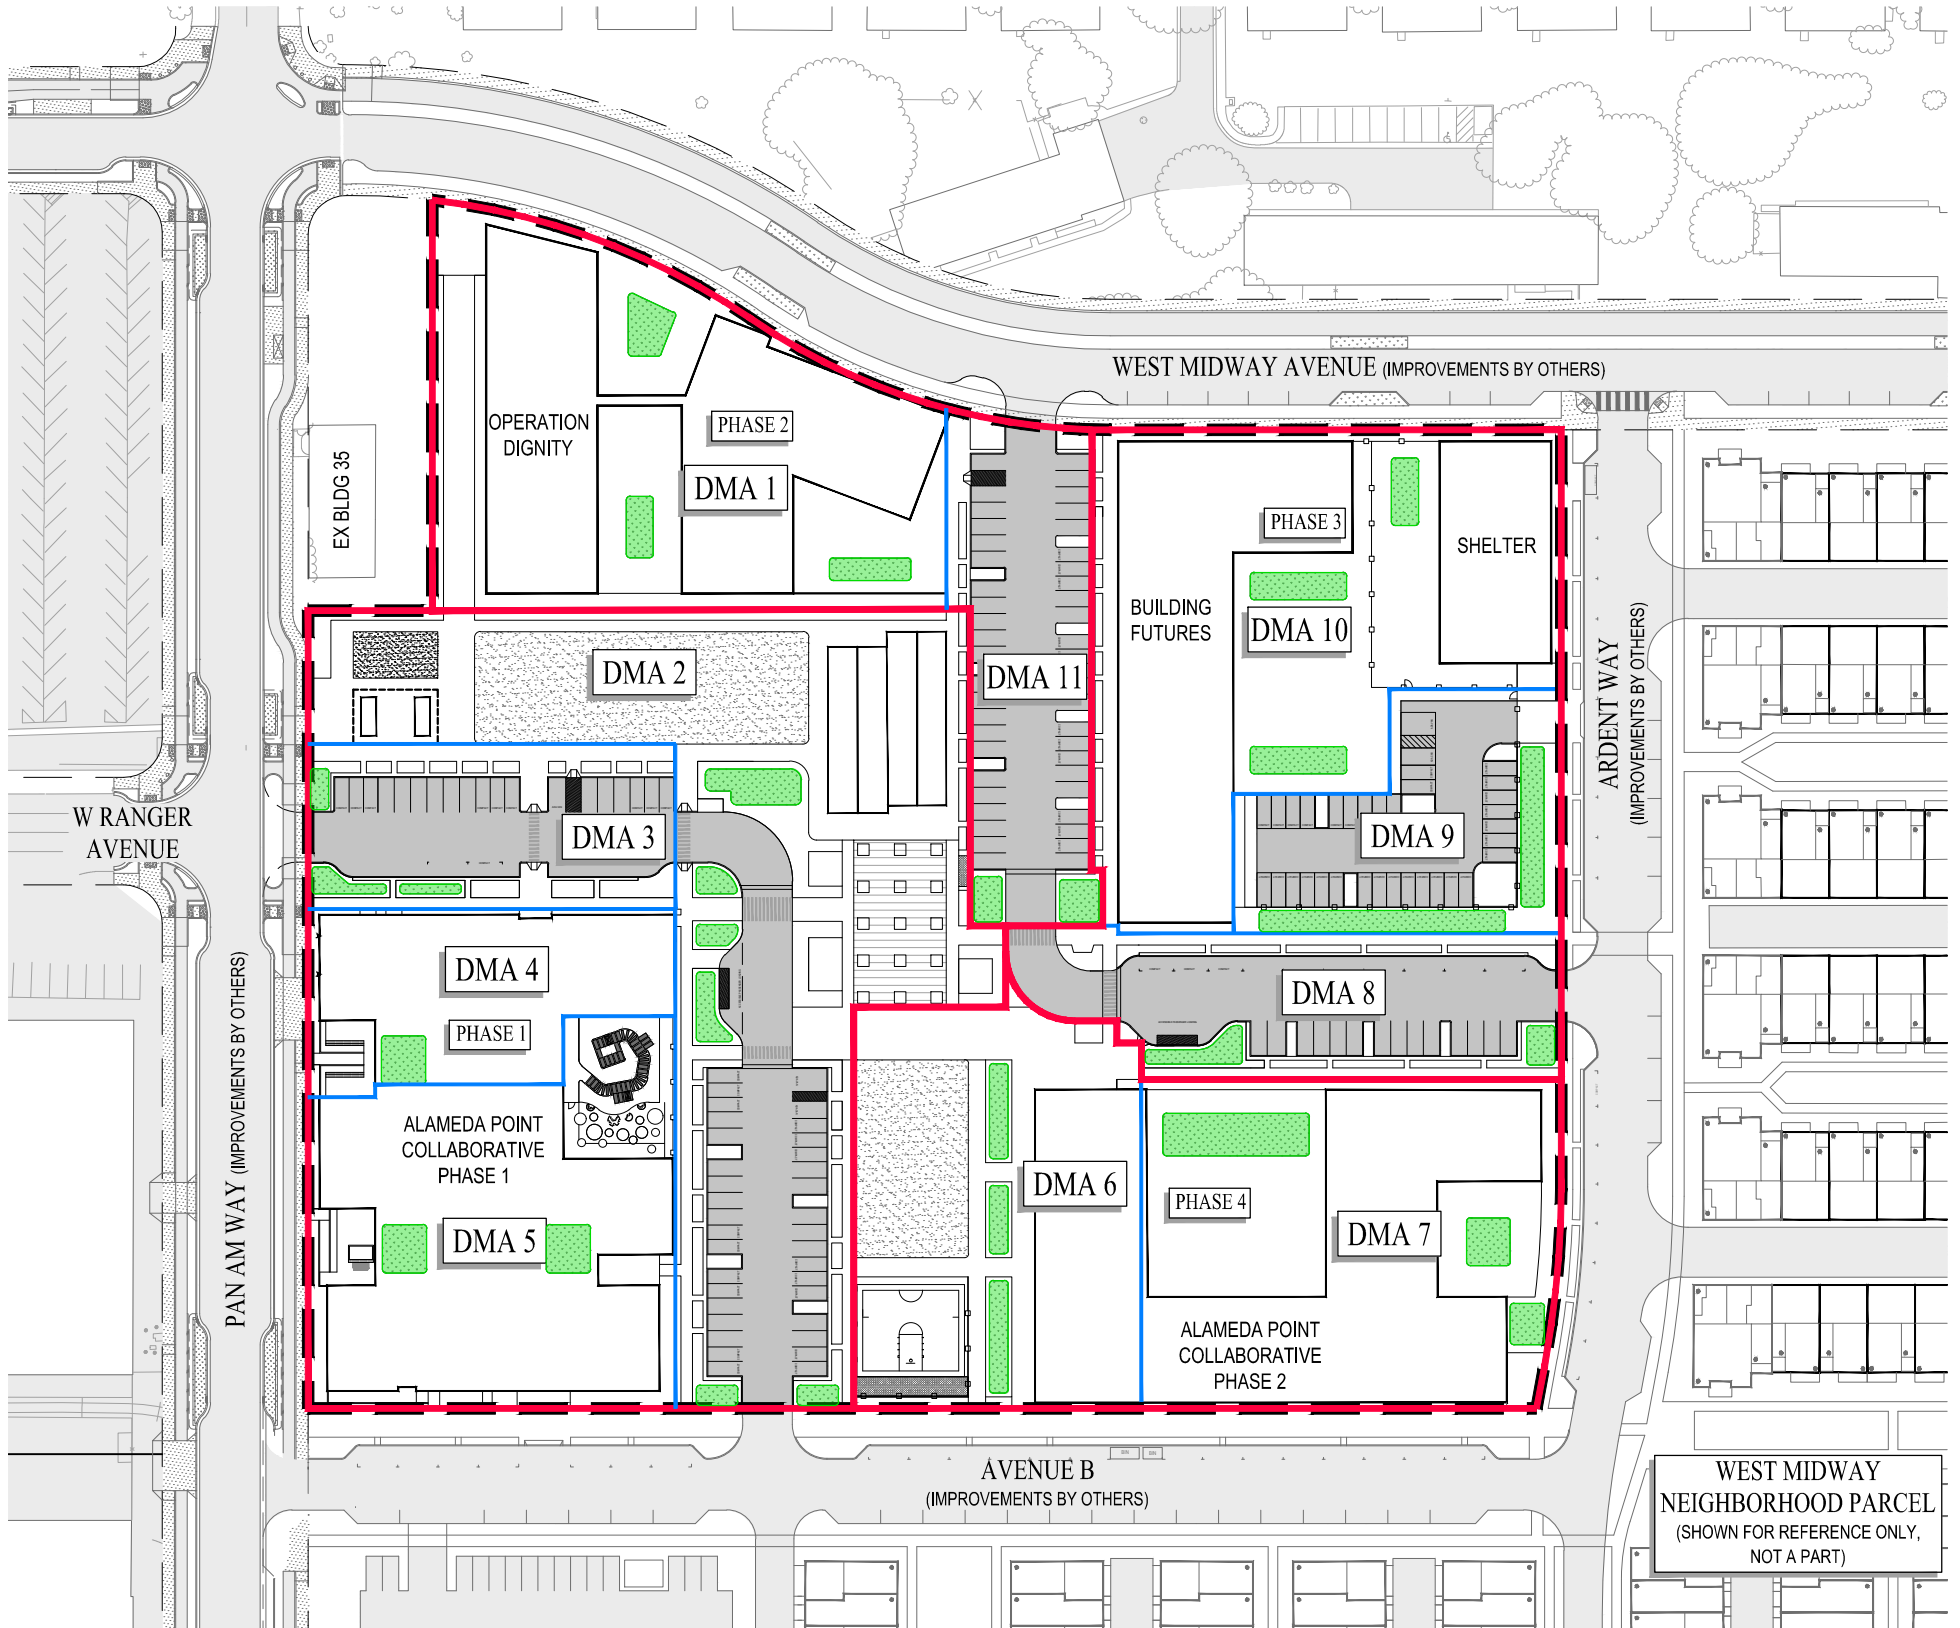 WEST MIDWAY AVENUE (IMPROVEMENTS BY OTHERS)
OPERATION
DIGNITY
PHASE 2
DMA 1
EX BLDG 35
PHASE 3
SHELTER
BUILDING
FUTURES
DMA 10
DMA 2
DMA 11
ARDENT WAY
(IMPROVEMENTS BY OTHERS)
W RANGER
AVENUE
DMA 3
DMA 9
DMA 4
PHASE 1
DMA 8
PAN AM WAY (IMPROVEMENTS BY OTHERS)
ALAMEDA POINT
COLLABORATIVE
PHASE 1
DMA 5
DMA 6
PHASE 4
DMA 7
ALAMEDA POINT
COLLABORATIVE
PHASE 2
AVENUE B
(IMPROVEMENTS BY OTHERS)
WEST MIDWAY
NEIGHBORHOOD PARCEL
(SHOWN FOR REFERENCE ONLY,
NOT A PART)